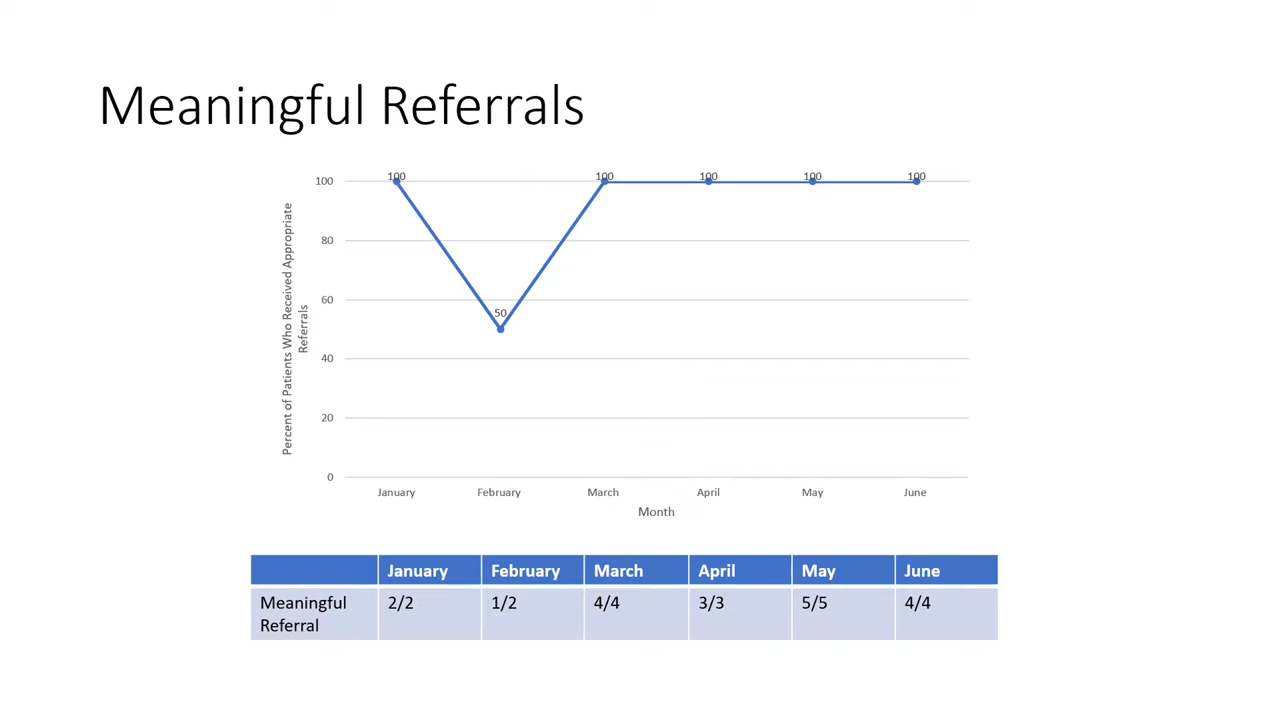 Meaningful Referrals
Percent of Patients Who Received Appropriate
Referrals
100
80
60
40
20
0
100
50
100
100
100
100
January February March April May June
Month
January February March April May June
Meaningful
Referral
2/2 1/2 4/4 3/3 5/5 4/4